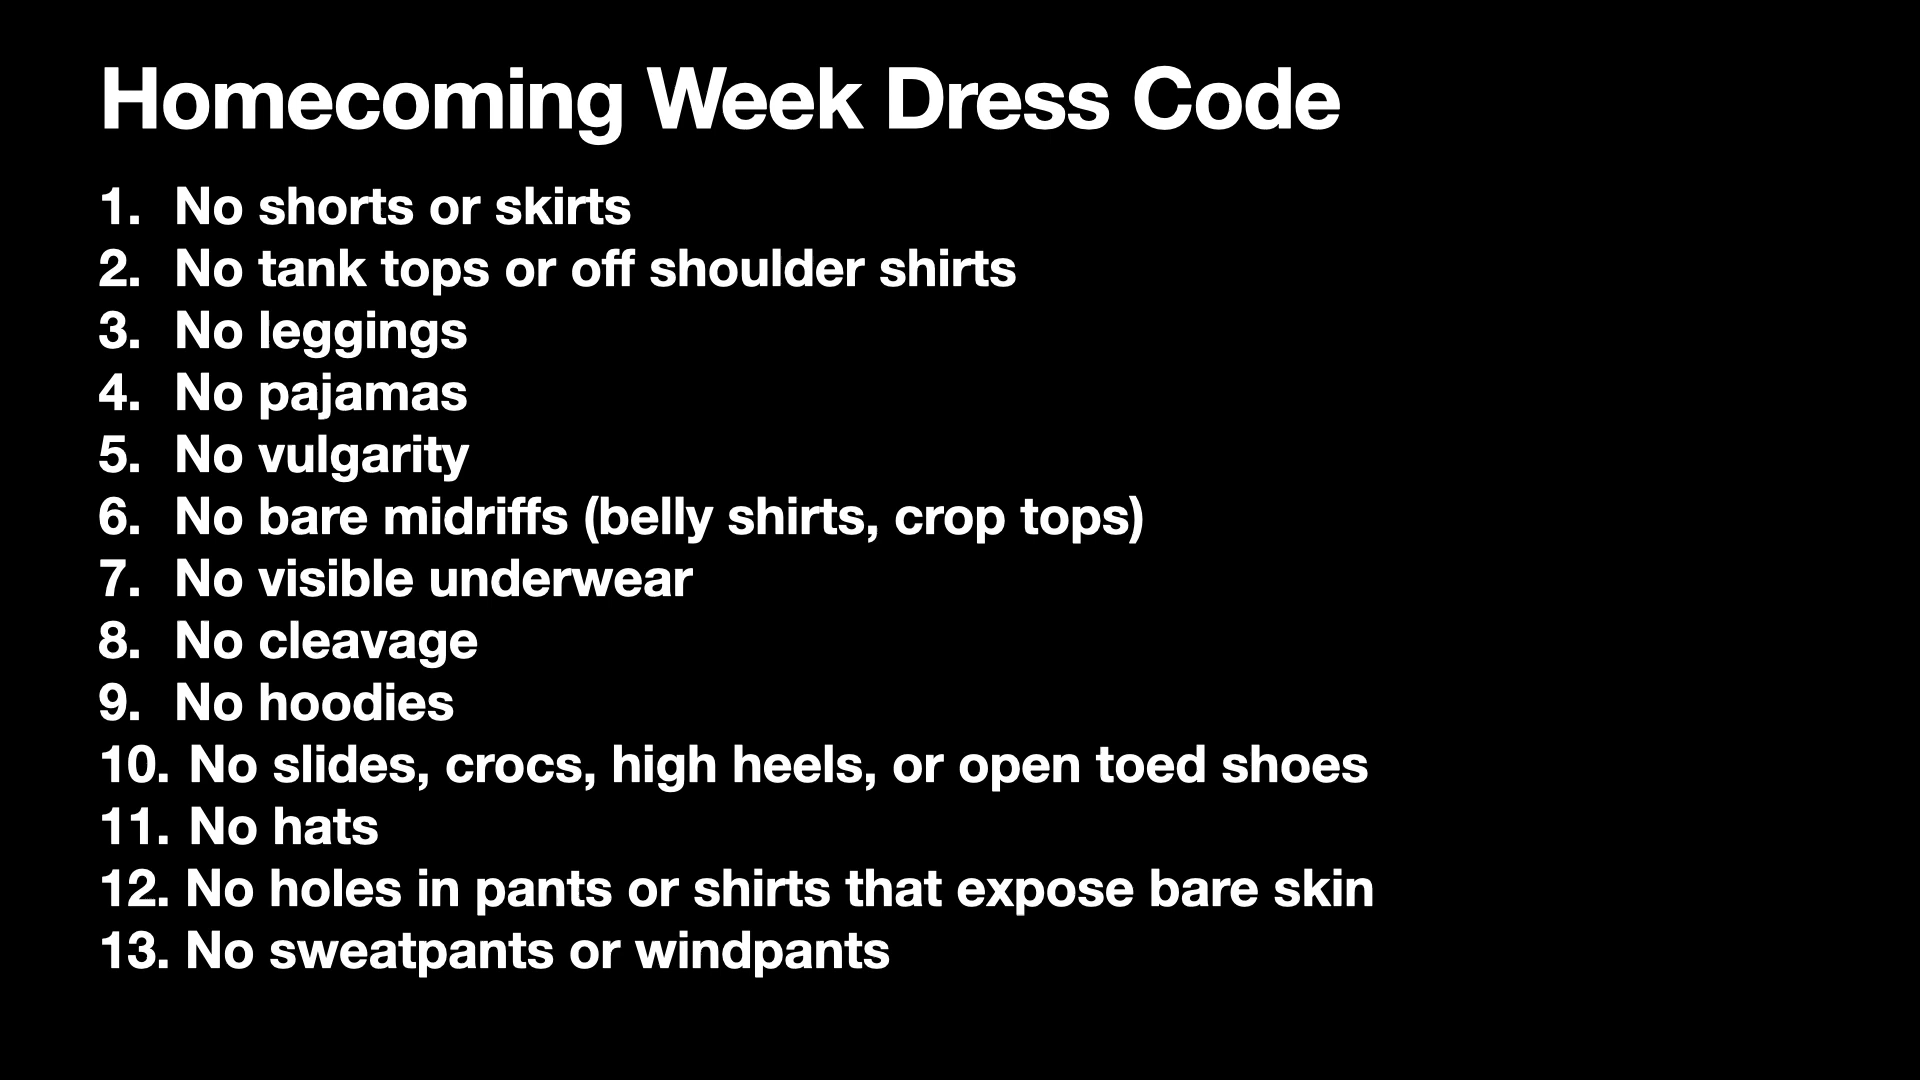 Homecoming Week Dress Code
1. No shorts or skirts
2. No tank tops or off shoulder shirts
3. No leggings
4. No pajamas
5. No vulgarity
6. No bare midriffs (belly shirts, crop tops)
7. No visible underwear
8. No cleavage
9. No hoodies
10. No slides, crocs, high heels, or open toed shoes
11. No hats
12. No holes in pants or shirts that expose bare skin
13. No sweatpants or windpants